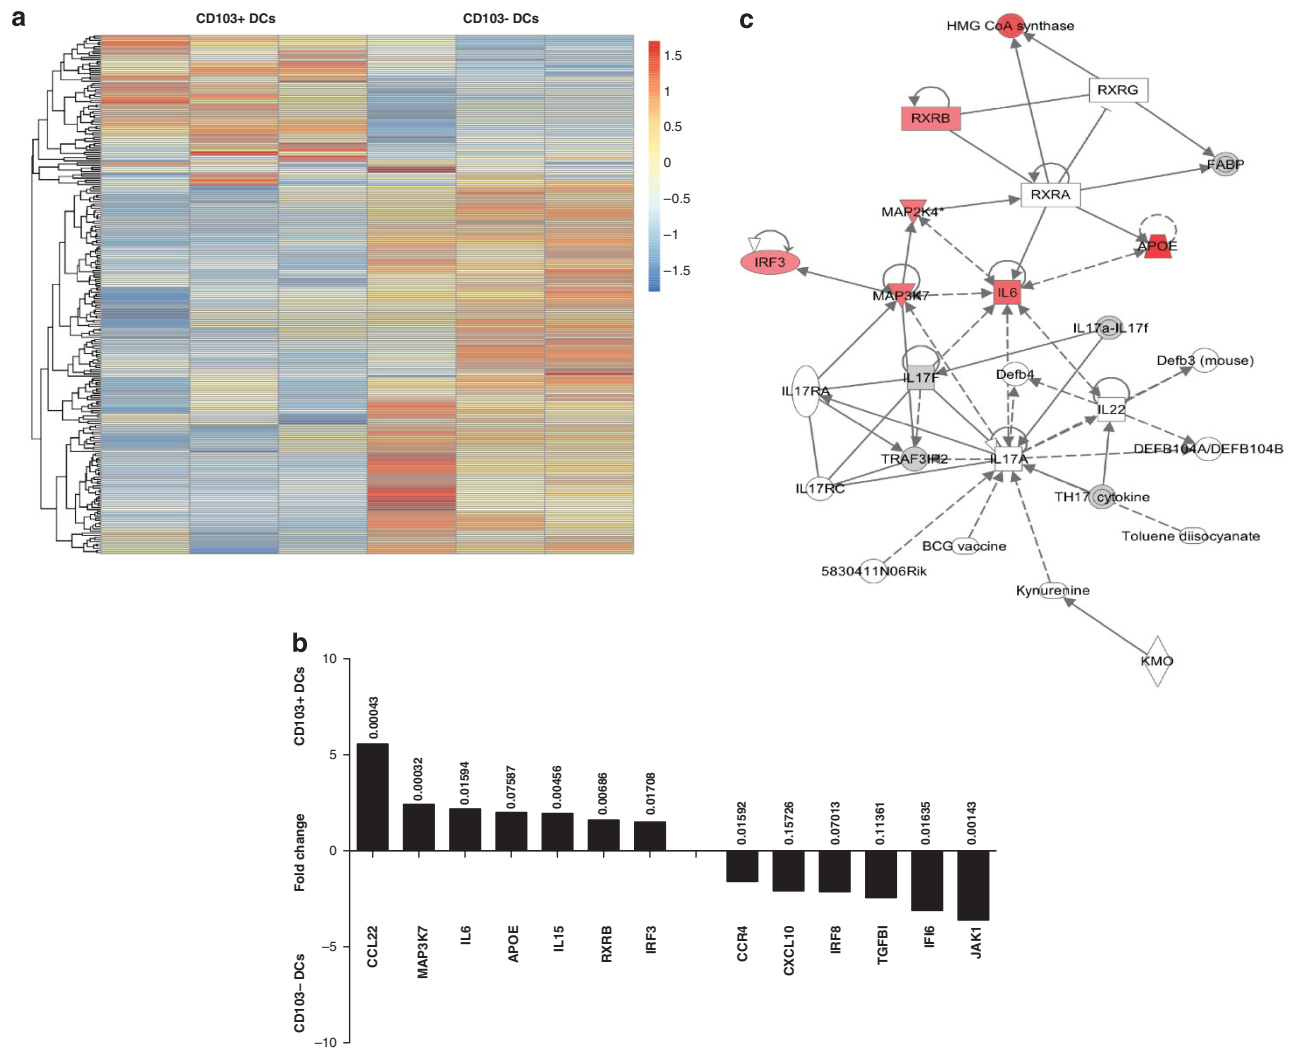 a
CD103+ DCs
CD103- DCs
1.5
1
0.5
0
−0.5
−1
−1.5
c
HMG CoA synthase
RXRG
RXRB
FABP
RXRA
MAP2K4*
APOE
IRF3
MAP3K7
IL6
IL17a-IL17f
Defb3 (mouse)
IL17F
Defb4
IL17RA
IL22
DEFB104A/DEFB104B
TRAF3IP2
IL17A
IL17RC
TH17 cytokine
Toluene diisocyanate
BCG vaccine
5830411N06Rik
Kynurenine
KMO
b
CD103+ DCs
Fold change
CD103− DCs
10
5
0
−5
−10
0.00043
0.00032
0.01594
0.07587
0.00456
0.00686
0.01708
0.01592
0.15726
0.07013
0.11361
0.01635
0.00143
CCL22
MAP3K7
IL6
APOE
IL15
RXRB
IRF3
CCR4
CXCL10
IRF8
TGFBI
IFI6
JAK1